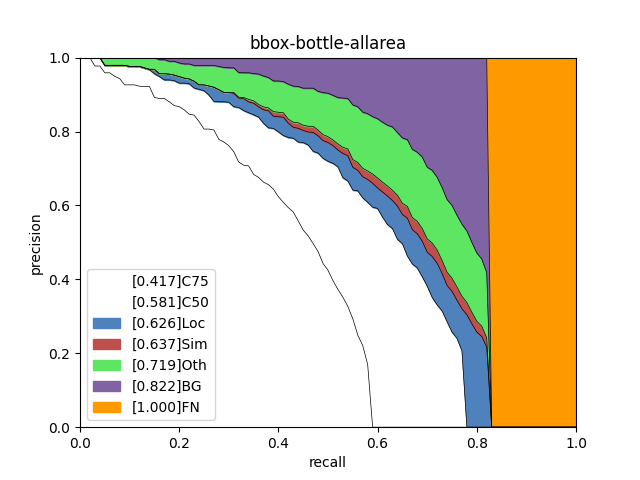 bbox-bottle-allarea
1.0
0.8
0.6
0.4
0.2
0.0
precision
[0.417]C75
[0.581]C50
[0.626]Loc
[0.637]Sim
[0.719]Oth
[0.822]BG
[1.000]FN
0.0 0.2 0.4 0.6 0.8 1.0
recall